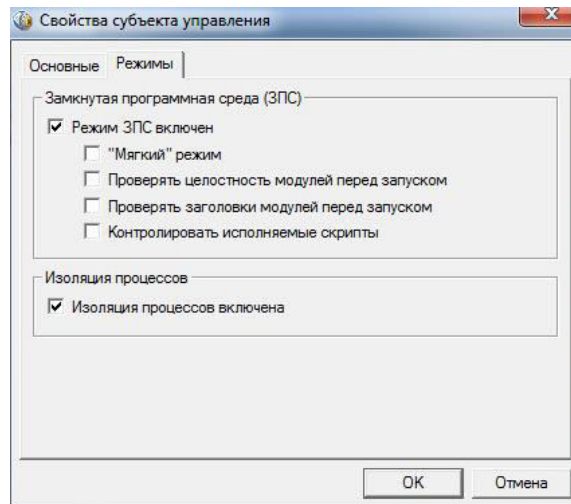 Свойства субъекта управления
Основные Режимы
Замкнутая программная среда (ЗПС)
Режим ЗПС включен
"Мягкий" режим
Проверять целостность модулей перед запуском
Проверять заголовки модулей перед запуском
Контролировать исполняемые скрипты
Изоляция процессов
Изоляция процессов включена
OK Отмена